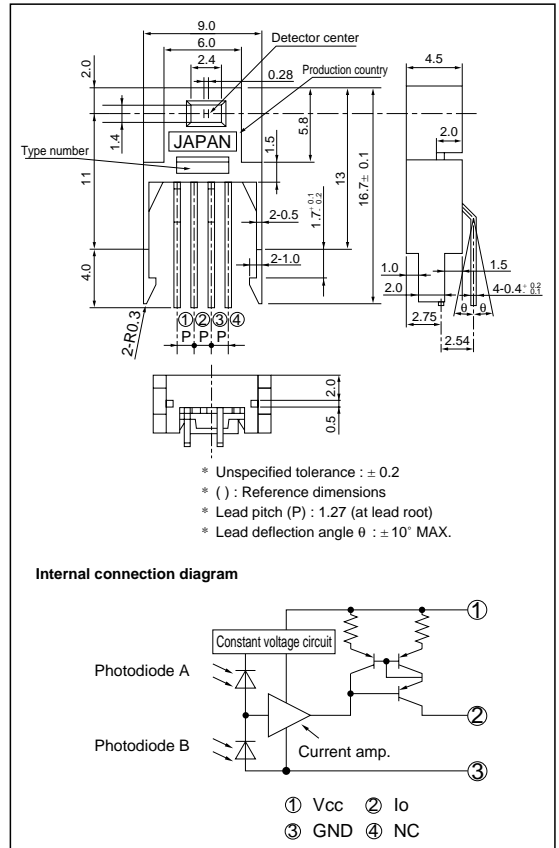 9.0
6.0
Detector center
2.4
4.5
2.0
0.28
Production country
1.4
5.8
2.0
JAPAN
1.5
Type number
11
13
16.7± 0.1
1.7 +0.1 -0.2
2-0.5
2-1.0
1.0
1.5
4.0
2.0
4-0.4 +0.2 -0.1
2-R0.3
① ② ③ ④
θ θ
2.75
P P P
2.54
2.0
0.5
* Unspecified tolerance : ± 0.2
* ( ) : Reference dimensions
* Lead pitch (P) : 1.27 (at lead root)
* Lead deflection angle θ : ± 10˚ MAX.
Internal connection diagram
①
Constant voltage circuit
Photodiode A
②
Photodiode B
Current amp.
③
① Vcc ② Io
③ GND ④ NC